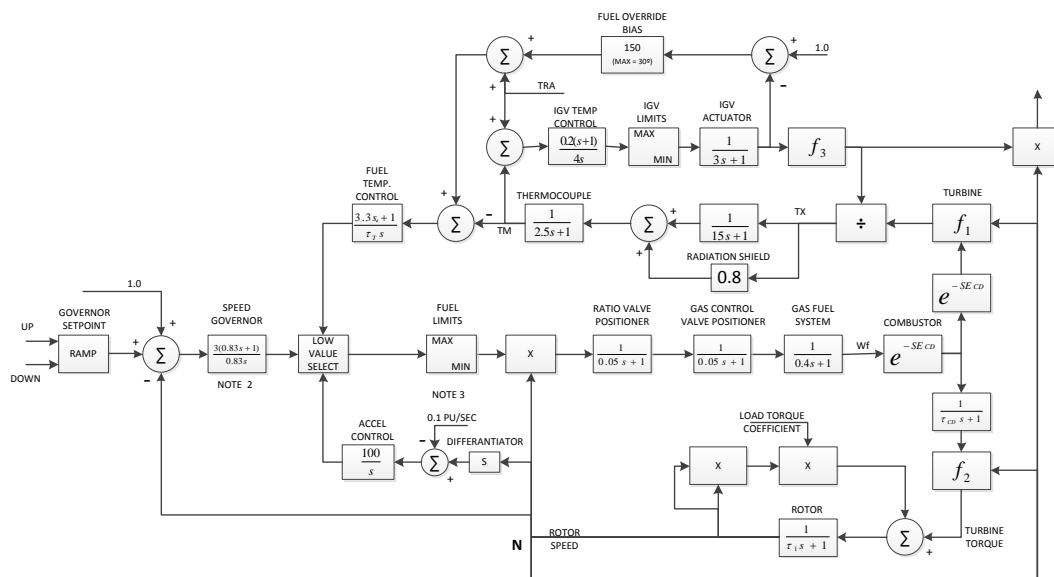 FUEL OVERRIDE
BIAS
+
+
150
(MAX = 30º)
Σ
Σ
1.0
+
−
TRA
+
IGV TEMP
CONTROL
IGV
LIMITS
IGV
ACTUATOR
Σ
0.2(s+1)
4s
MAX
MIN
1
3s+1
f3
X
+
FUEL
TEMP.
CONTROL
THERMOCOUPLE
TURBINE
+
3.3s,+1
τT s
Σ
−
TM
1
2.5s+1
Σ
+
+
1
15s+1
TX
÷
f1
RADIATION SHIELD
0.8
e −SE CD
1.0
GOVERNOR
SETPOINT
SPEED
GOVERNOR
FUEL
LIMITS
RATIO VALVE
POSITIONER
GAS CONTROL
VALVE POSITIONER
GAS FUEL
SYSTEM
COMBUSTOR
UP
DOWN
RAMP
+
+
Σ
−
3(0.83s+1)
0.83s
LOW
VALUE
SELECT
MAX
MIN
X
1
0.05 s+1
1
0.05 s+1
1
0.4s+1
Wf
e −SE CD
NOTE 2
NOTE 3
0.1 PU/SEC
ACCEL
CONTROL
DIFFERANTIATOR
100
s
−
Σ
+
S
LOAD TORQUE
COEFFICIENT
1
τCD s+1
X
X
f2
N
ROTOR
SPEED
ROTOR
1
τ1 s + 1
Σ
+
TURBINE
TORQUE